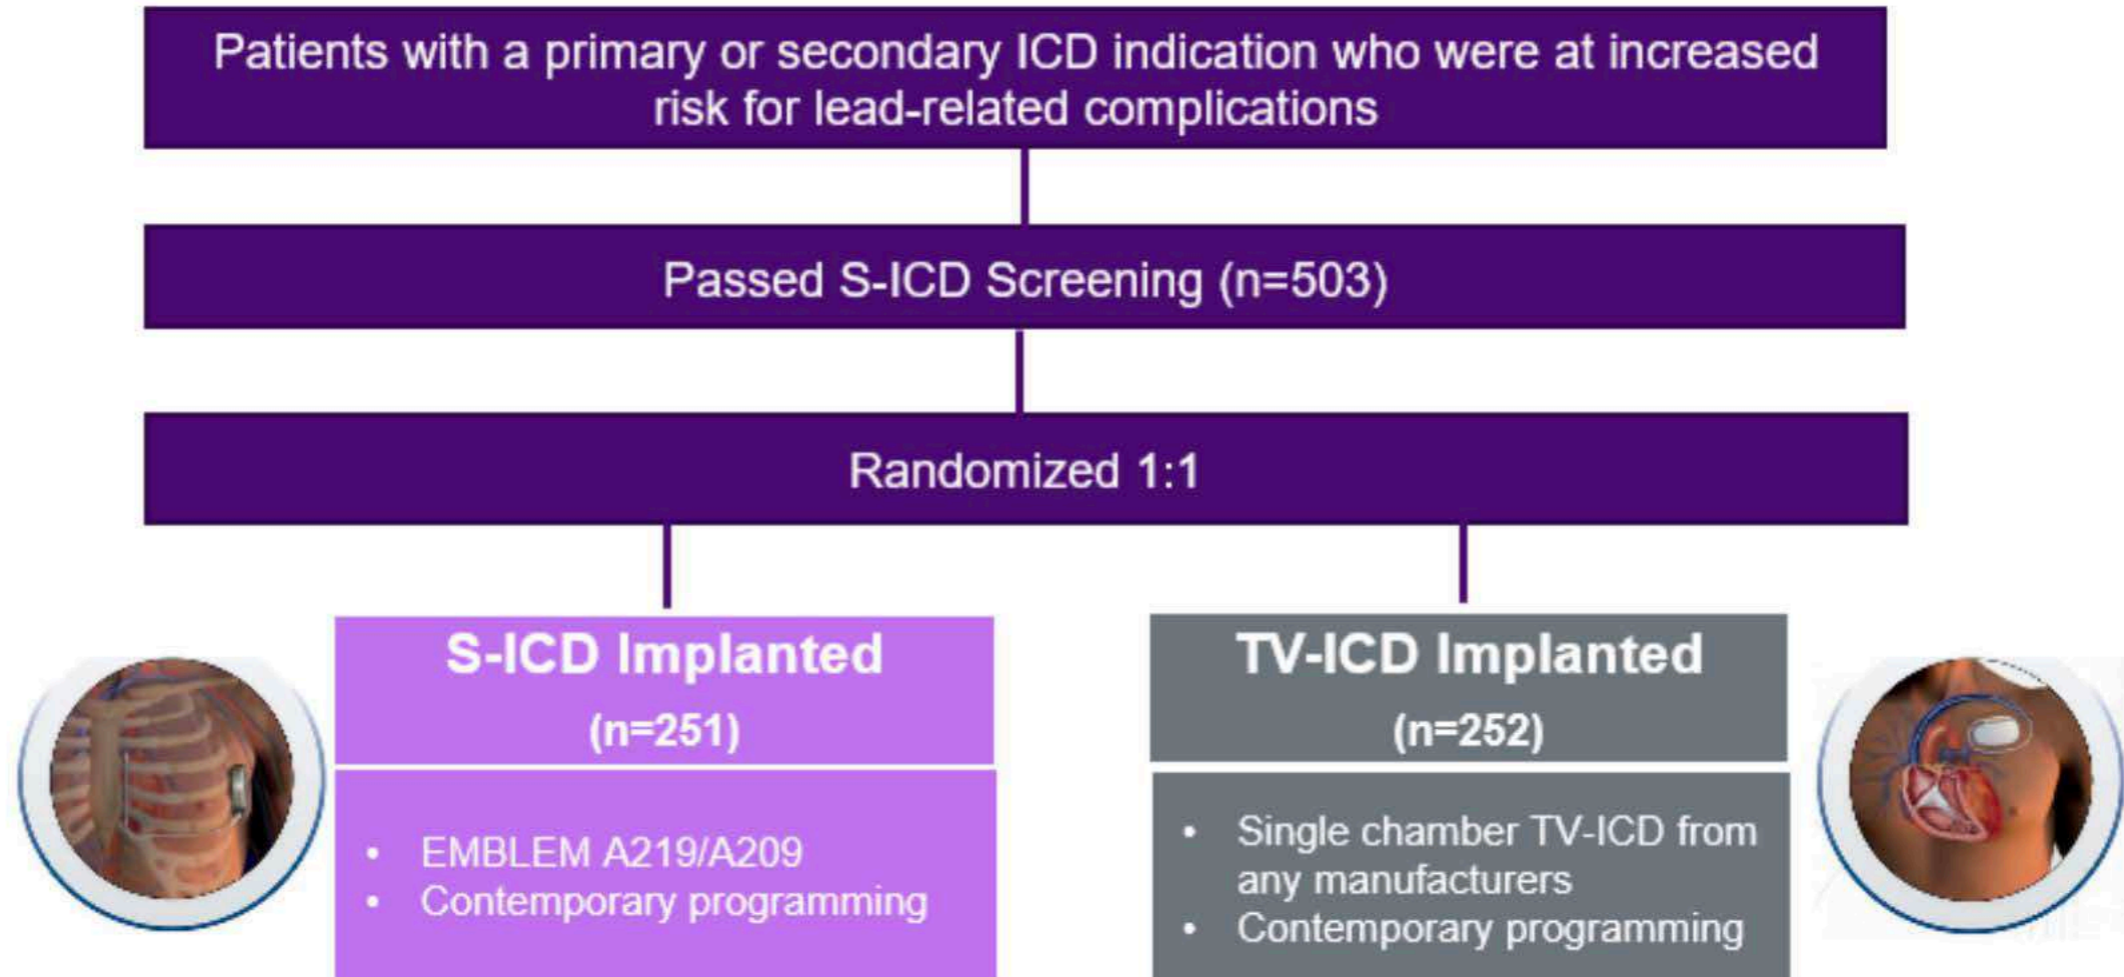 Patients with a primary or secondary ICD indication who were at increased
risk for lead-related complications
Passed S-ICD Screening (n=503)
Randomized 1:1
S-ICD Implanted
(n=251)
• EMBLEM A219/A209
• Contemporary programming
TV-ICD Implanted
(n=252)
• Single chamber TV-ICD from
any manufacturers
• Contemporary programming